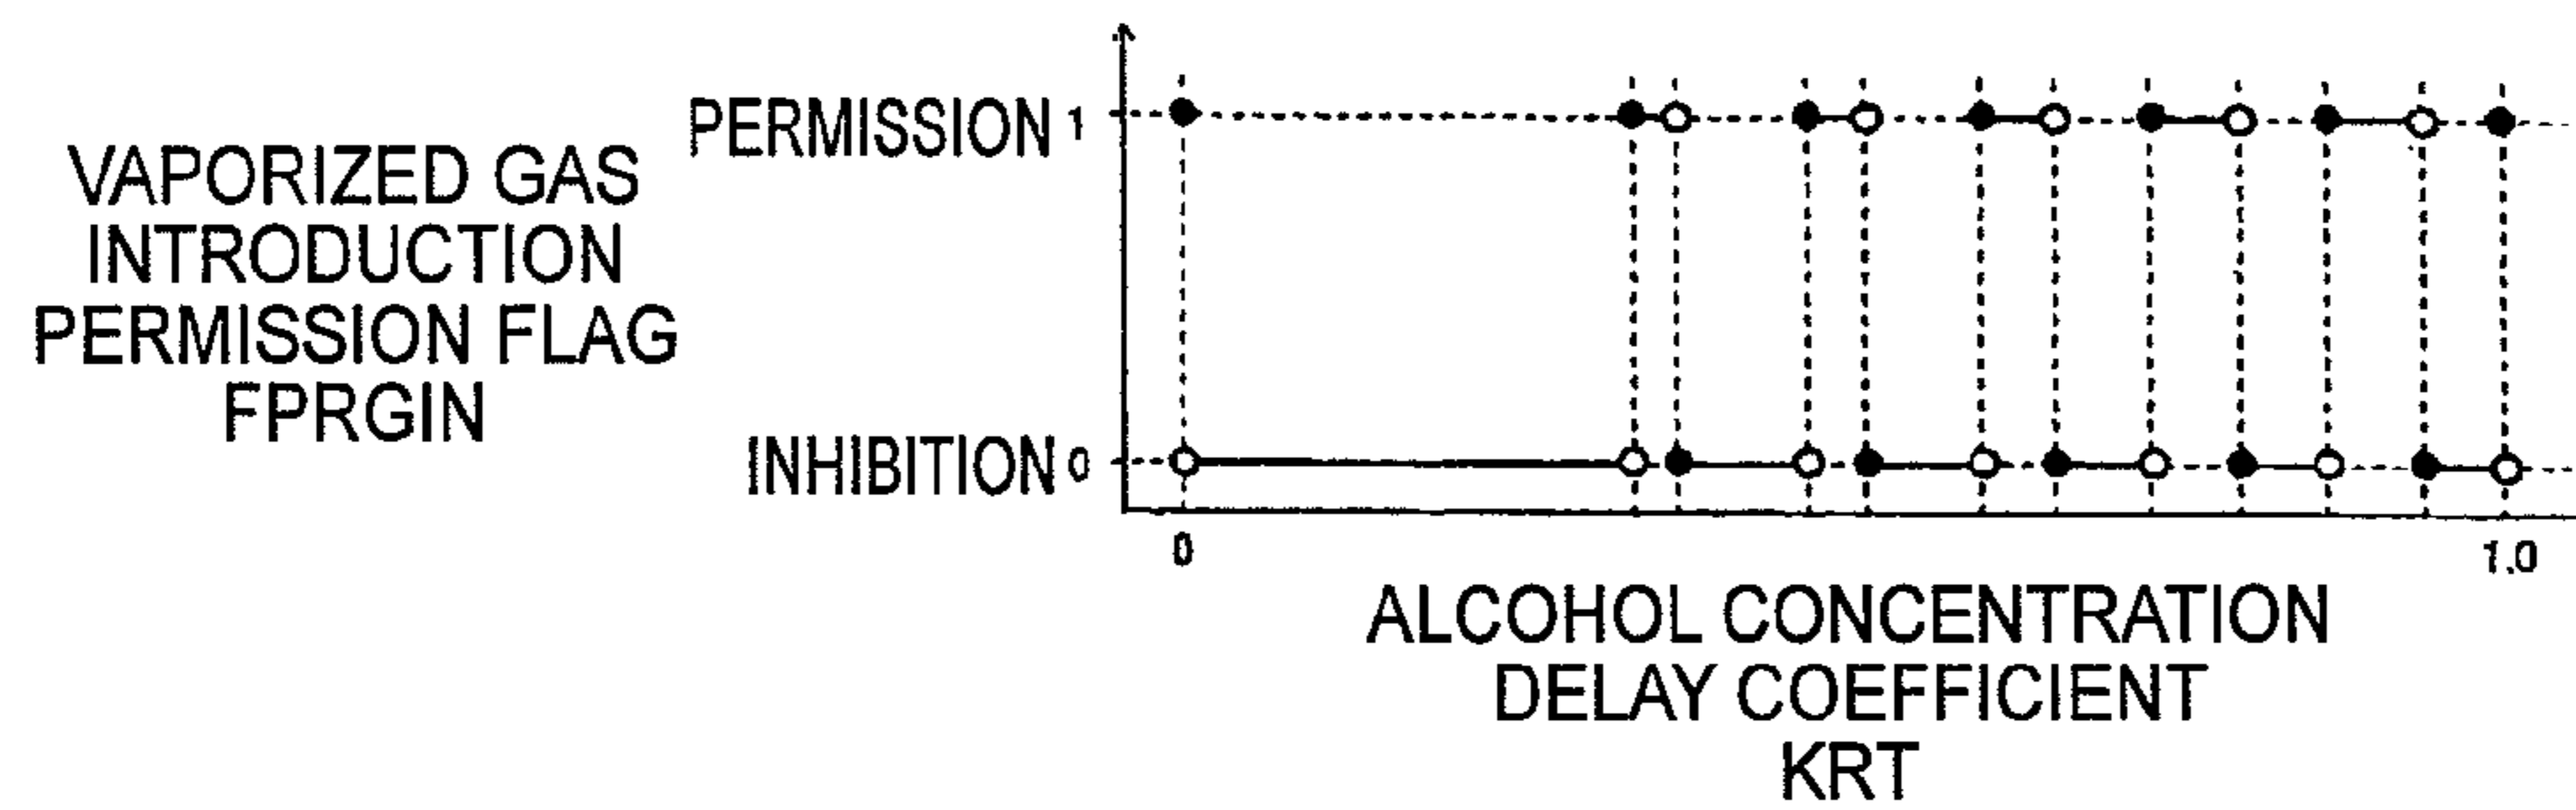 VAPORIZED GAS
INTRODUCTION
PERMISSION FLAG
FPRGIN
PERMISSION 1
INHIBITION 0
0
1.0
ALCOHOL CONCENTRATION
DELAY COEFFICIENT
KRT